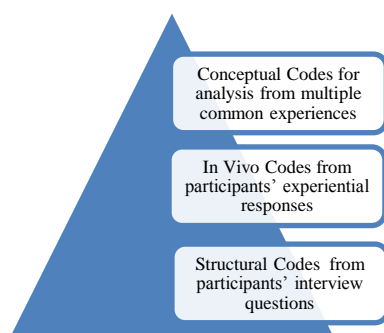 Conceptual Codes for
analysis from multiple
common experiences
In Vivo Codes from
participants’ experiential
responses
Structural Codes from
participants’ interview
questions